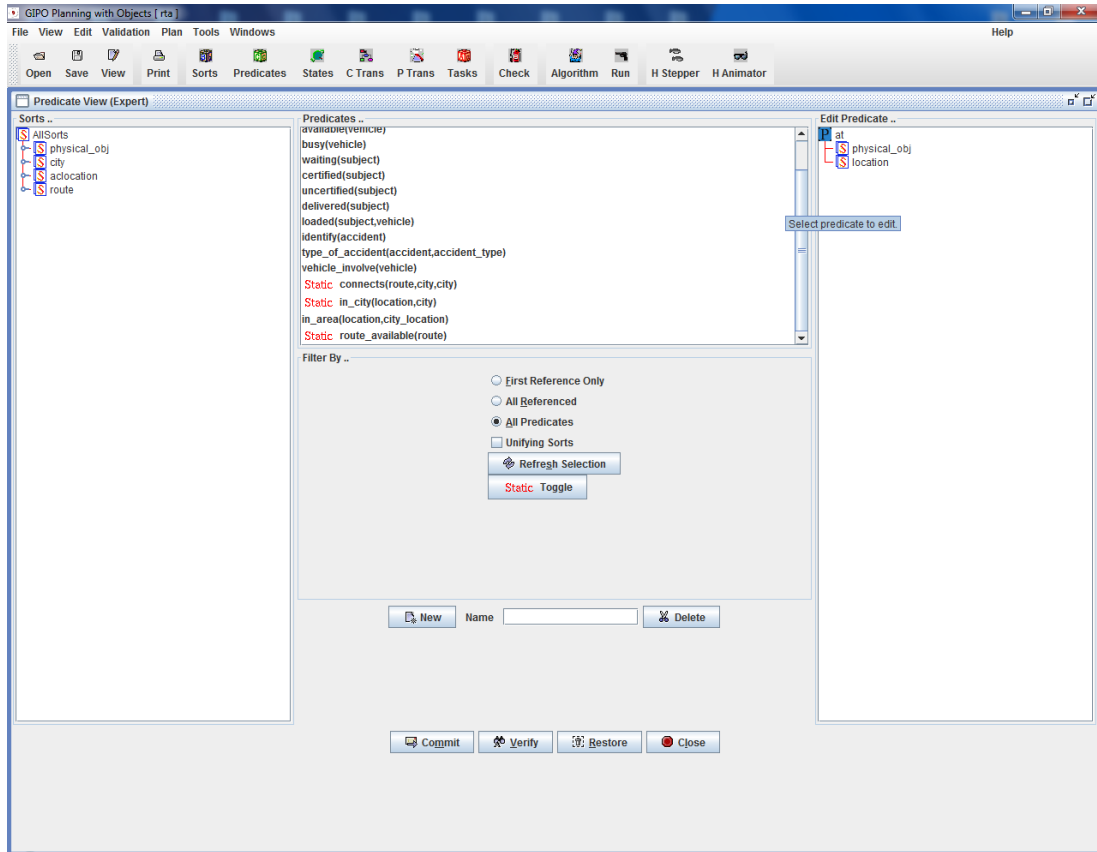 GIPO Planning with Objects [ rta ]
File View Edit Validation Plan Tools Windows Help
Open Save View Print Sorts Predicates States C Trans P Trans Tasks Check Algorithm Run H Stepper H Animator
Predicate View (Expert)
Sorts ..
AllSorts
physical_obj
city
aclocation
route
Predicates ..
available(vehicle)
busy(vehicle)
waiting(subject)
certified(subject)
uncertified(subject)
delivered(subject)
loaded(subject,vehicle)
identify(accident)
type_of_accident(accident,accident_type)
vehicle_involve(vehicle)
Static connects(route,city,city)
Static in_city(location,city)
in_area(location,city_location)
Static route_available(route)
Filter By ..
First Reference Only
All Referenced
All Predicates
Unifying Sorts
Refresh Selection
Static Toggle
New Name Delete
Commit Verify Restore Close
Edit Predicate ..
P at
physical_obj
location
Select predicate to edit.